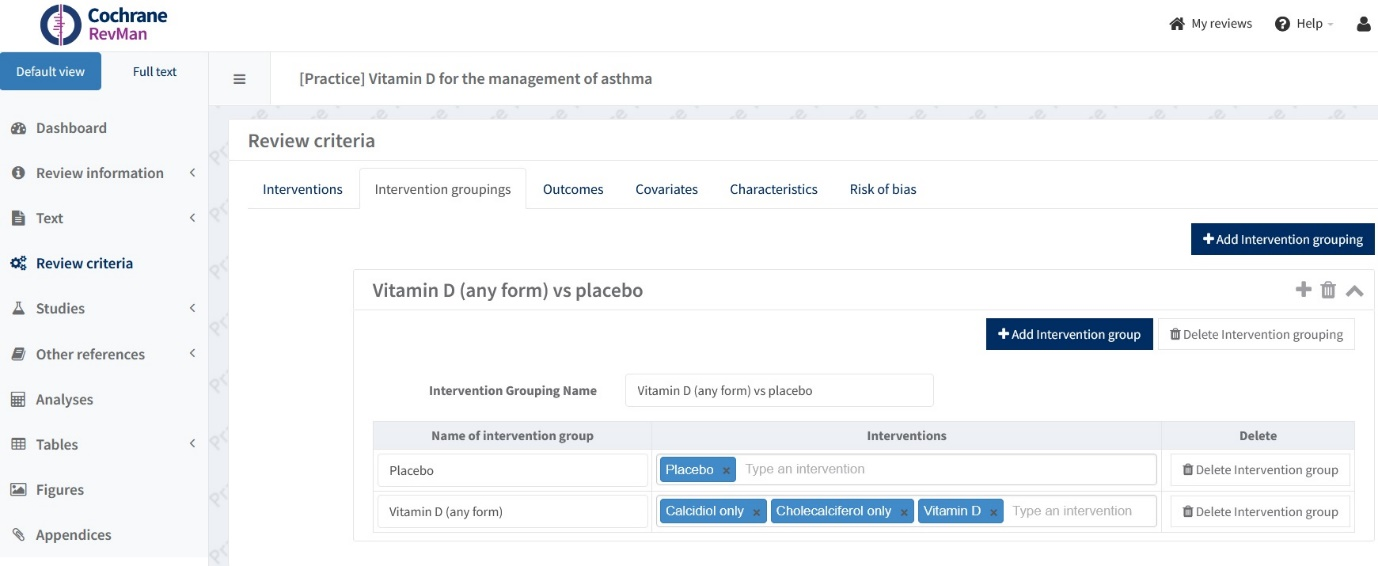 Cochrane
RevMan
My reviews Help
Default view Full text
[Practice] Vitamin D for the management of asthma
Dashboard
Review information
Text
Review criteria
Studies
Other references
Analyses
Tables
Figures
Appendices
Review criteria
Interventions Intervention groupings Outcomes Covariates Characteristics Risk of bias
Add Intervention grouping
Vitamin D (any form) vs placebo
Add Intervention group Delete Intervention grouping
Intervention Grouping Name Vitamin D (any form) vs placebo
Name of intervention group Interventions Delete
Placebo Placebo × Type an intervention Delete Intervention group
Vitamin D (any form) Calcidiol only × Cholecalciferol only × Vitamin D × Type an intervention Delete Intervention group